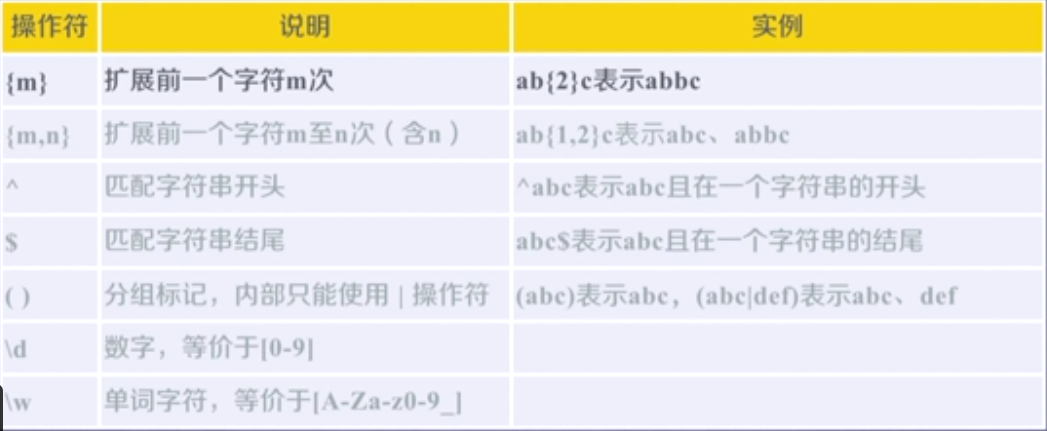 操作符 说明 实例
{m} 扩展前一个字符m次 ab{2}c表示abbc
{m,n} 扩展前一个字符m至n次（含n） ab{1,2}c表示abc、abbc
^ 匹配字符串开头 ^abc表示abc且在一个字符串的开头
$ 匹配字符串结尾 abc$表示abc且在一个字符串的结尾
( ) 分组标记，内部只能使用 | 操作符 (abc)表示abc，(abc|def)表示abc、def
\d 数字，等价于[0-9]
\w 单词字符，等价于[A-Za-z0-9_]